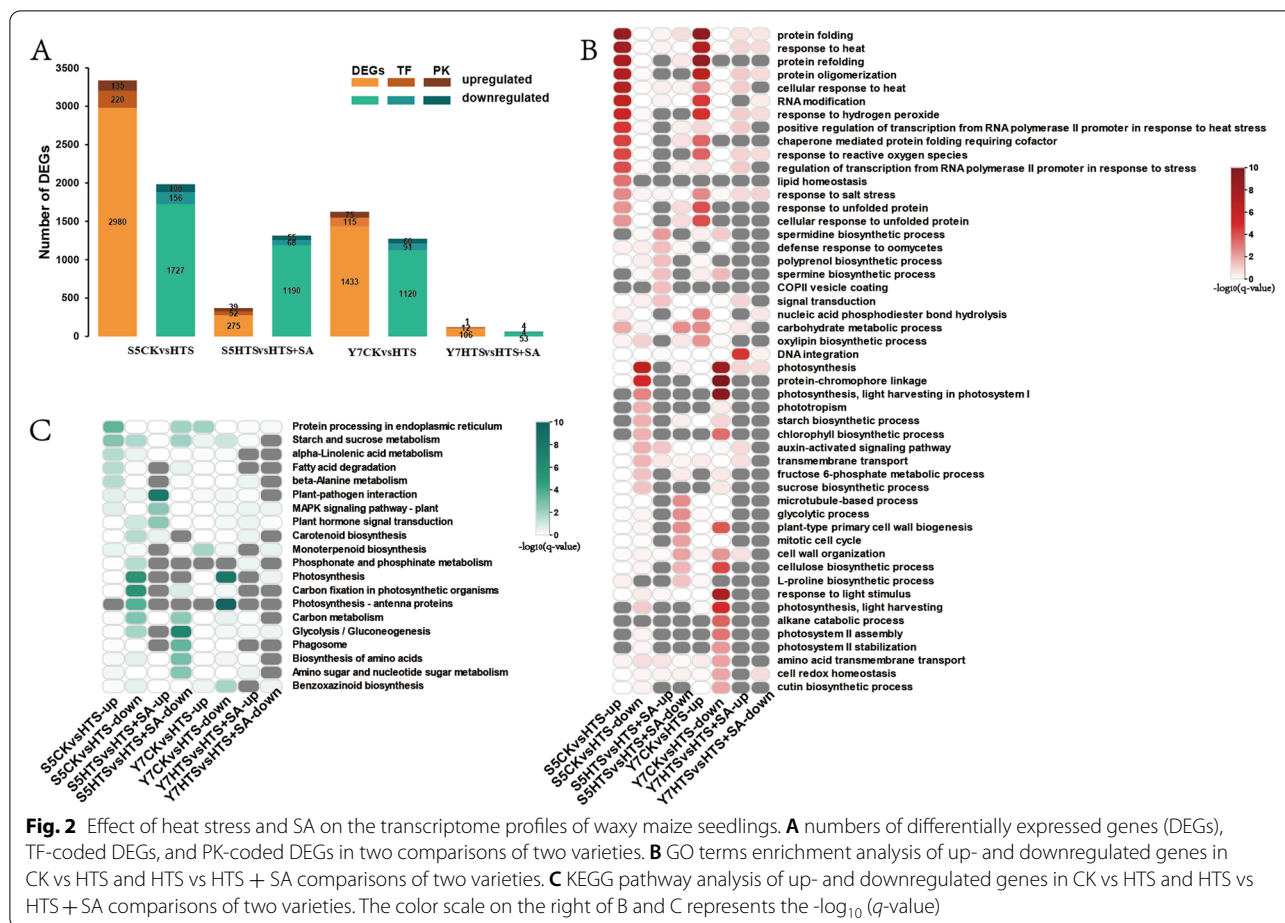 A
DEGs TF PK
upregulated
downregulated
Number of DEGs
3500
3000
2500
2000
1500
1000
500
0
135
220
2980
100
156
1727
39
52
275
55
68
1190
75
115
1433
60
91
1120
1
12
106
4
4
53
S5CKvsHTS
S5HTSvsHTS+SA
Y7CKvsHTS
Y7HTSvsHTS+SA
B
protein folding
response to heat
protein refolding
protein oligomerization
cellular response to heat
RNA modification
response to hydrogen peroxide
positive regulation of transcription from RNA polymerase II promoter in response to heat stress
chaperone mediated protein folding requiring cofactor
response to reactive oxygen species
regulation of transcription from RNA polymerase II promoter in response to stress
lipid homeostasis
response to salt stress
response to unfolded protein
cellular response to unfolded protein
spermidine biosynthetic process
defense response to oomycetes
polyprenol biosynthetic process
spermine biosynthetic process
COPII vesicle coating
signal transduction
nucleic acid phosphodiester bond hydrolysis
carbohydrate metabolic process
oxylipin biosynthetic process
DNA integration
photosynthesis
protein-chromophore linkage
photosynthesis, light harvesting in photosystem I
phototropism
starch biosynthetic process
chlorophyll biosynthetic process
auxin-activated signaling pathway
transmembrane transport
fructose 6-phosphate metabolic process
sucrose biosynthetic process
microtubule-based process
glycolytic process
plant-type primary cell wall biogenesis
mitotic cell cycle
cell wall organization
cellulose biosynthetic process
L-proline biosynthetic process
response to light stimulus
photosynthesis, light harvesting
alkane catabolic process
photosystem II assembly
photosystem II stabilization
amino acid transmembrane transport
cell redox homeostasis
cutin biosynthetic process
S5CKvsHTS-up
S5CKvsHTS-down
S5HTSvsHTS+SA-up
S5HTSvsHTS+SA-down
Y7CKvsHTS-up
Y7CKvsHTS-down
Y7HTSvsHTS+SA-up
Y7HTSvsHTS+SA-down
10
8
6
4
2
0
-log10(q-value)
C
Protein processing in endoplasmic reticulum
Starch and sucrose metabolism
alpha-Linolenic acid metabolism
Fatty acid degradation
beta-Alanine metabolism
Plant-pathogen interaction
MAPK signaling pathway - plant
Plant hormone signal transduction
Carotenoid biosynthesis
Monoterpenoid biosynthesis
Phosphonate and phosphinate metabolism
Photosynthesis
Carbon fixation in photosynthetic organisms
Photosynthesis - antenna proteins
Carbon metabolism
Glycolysis / Gluconeogenesis
Phagosome
Biosynthesis of amino acids
Amino sugar and nucleotide sugar metabolism
Benzoxazinoid biosynthesis
S5CKvsHTS-up
S5CKvsHTS-down
S5HTSvsHTS+SA-up
S5HTSvsHTS+SA-down
Y7CKvsHTS-up
Y7CKvsHTS-down
Y7HTSvsHTS+SA-up
Y7HTSvsHTS+SA-down
10
8
6
4
2
0
-log10(q-value)
Fig. 2 Effect of heat stress and SA on the transcriptome profiles of waxy maize seedlings. A numbers of differentially expressed genes (DEGs),
TF-coded DEGs, and PK-coded DEGs in two comparisons of two varieties. B GO terms enrichment analysis of up- and downregulated genes in
CK vs HTS and HTS vs HTS + SA comparisons of two varieties. C KEGG pathway analysis of up- and downregulated genes in CK vs HTS and HTS vs
HTS + SA comparisons of two varieties. The color scale on the right of B and C represents the -log10 (q-value)